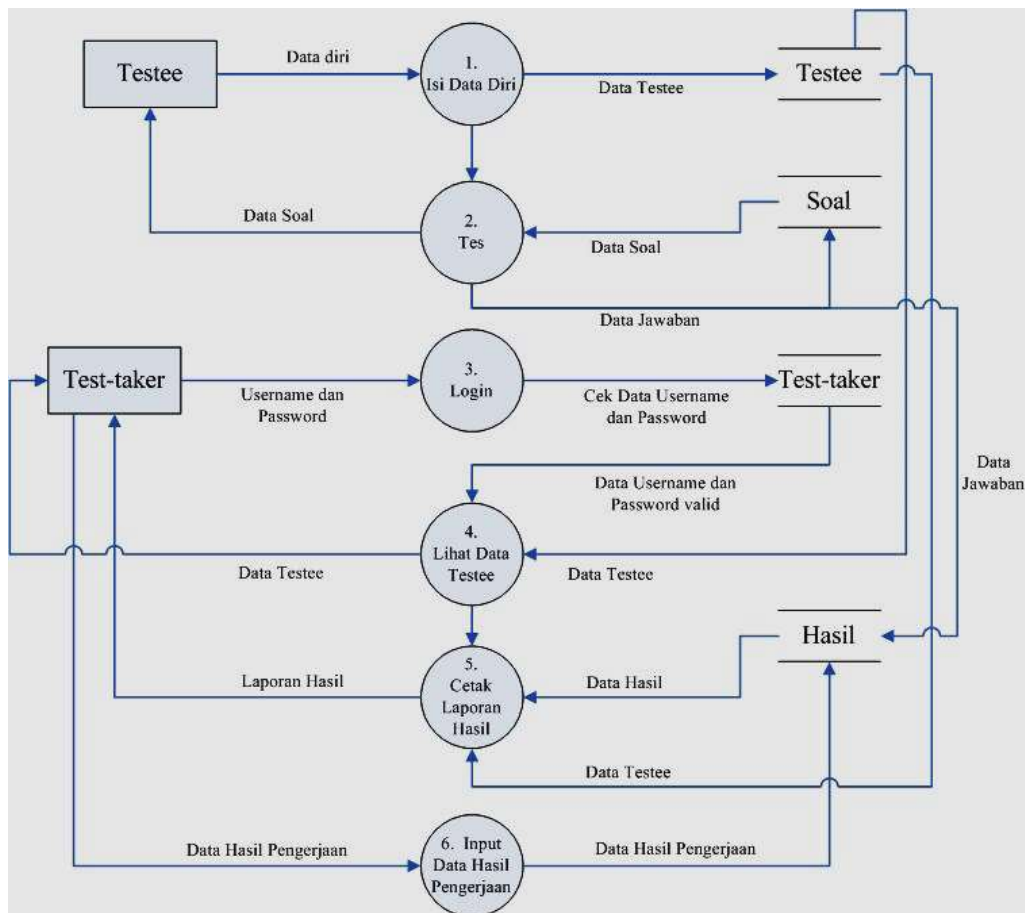 Testee
Data diri
1.
Isi Data Diri
Data Testee
Testee
Data Soal
2.
Tes
Data Soal
Soal
Data Jawaban
Test-taker
Username dan
Password
3.
Login
Cek Data Username
dan Password
Test-taker
Data
Jawaban
Data Username dan
Password valid
4.
Lihat Data
Testee
Data Testee
Data Testee
Hasil
Laporan Hasil
5.
Cetak
Laporan
Hasil
Data Hasil
Data Testee
Data Hasil Pengerjaan
6. Input
Data Hasil
Pengerjaan
Data Hasil Pengerjaan